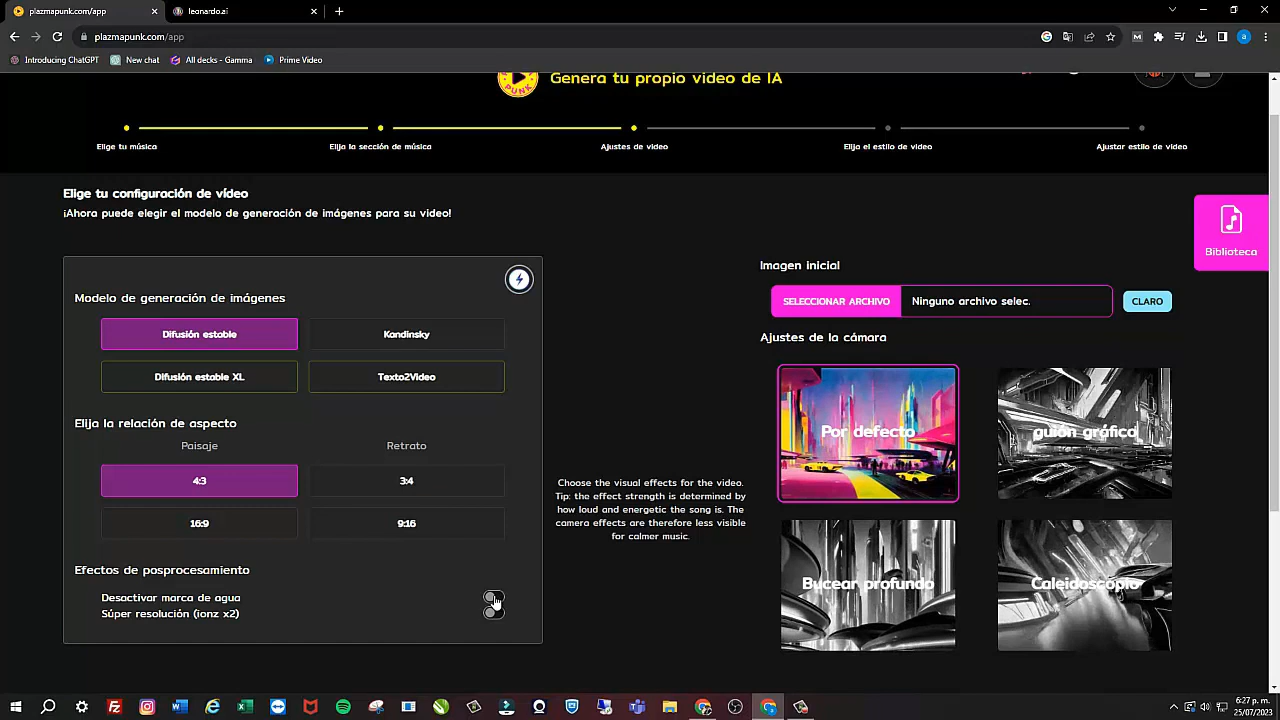 plazmapunk.com/app
leonardo.ai
plazmapunk.com/app
Introducing ChatGPT
New chat
All decks - Gamma
Prime Video
PUNK
Genera tu propio video de IA
Elige tu música
Elija la sección de música
Ajustes de video
Elija el estilo de video
Ajustar estilo de video
Elige tu configuración de vídeo
¡Ahora puede elegir el modelo de generación de imágenes para su video!
Biblioteca
Modelo de generación de imágenes
Difusión estable
Kandinsky
Difusión estable XL
Texto2Video
Elija la relación de aspecto
Paisaje
Retrato
4:3
3:4
16:9
9:16
Efectos de posprocesamiento
Desactivar marca de agua
Súper resolución (ionz x2)
Choose the visual effects for the video.
Tip: the effect strength is determined by
how loud and energetic the song is. The
camera effects are therefore less visible
for calmer music.
Imagen inicial
SELECCIONAR ARCHIVO
Ninguno archivo selec.
CLARO
Ajustes de la cámara
Por defecto
guión gráfico
Bucear profundo
Caleidoscopio
6:27 p. m.
25/07/2023